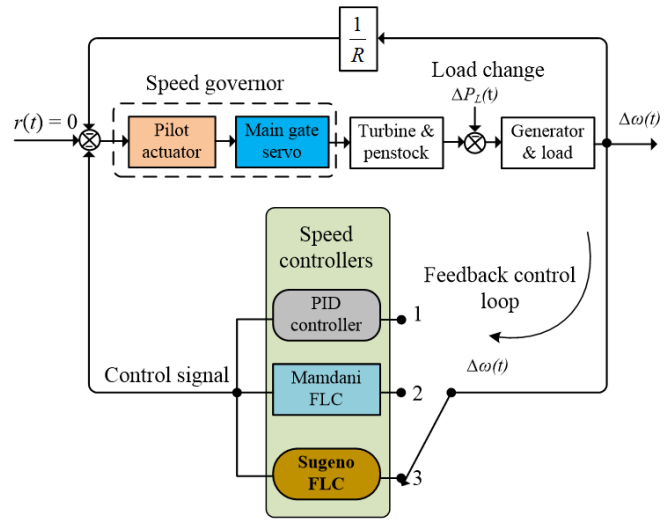 1
R
Speed governor
Load change
ΔP_L(t)
r(t) = 0
Pilot
actuator
Main gate
servo
Turbine &
penstock
Generator
& load
Δω(t)
Speed
controllers
Feedback control
loop
PID
controller
1
Δω(t)
Control signal
Mamdani
FLC
2
Sugeno
FLC
3